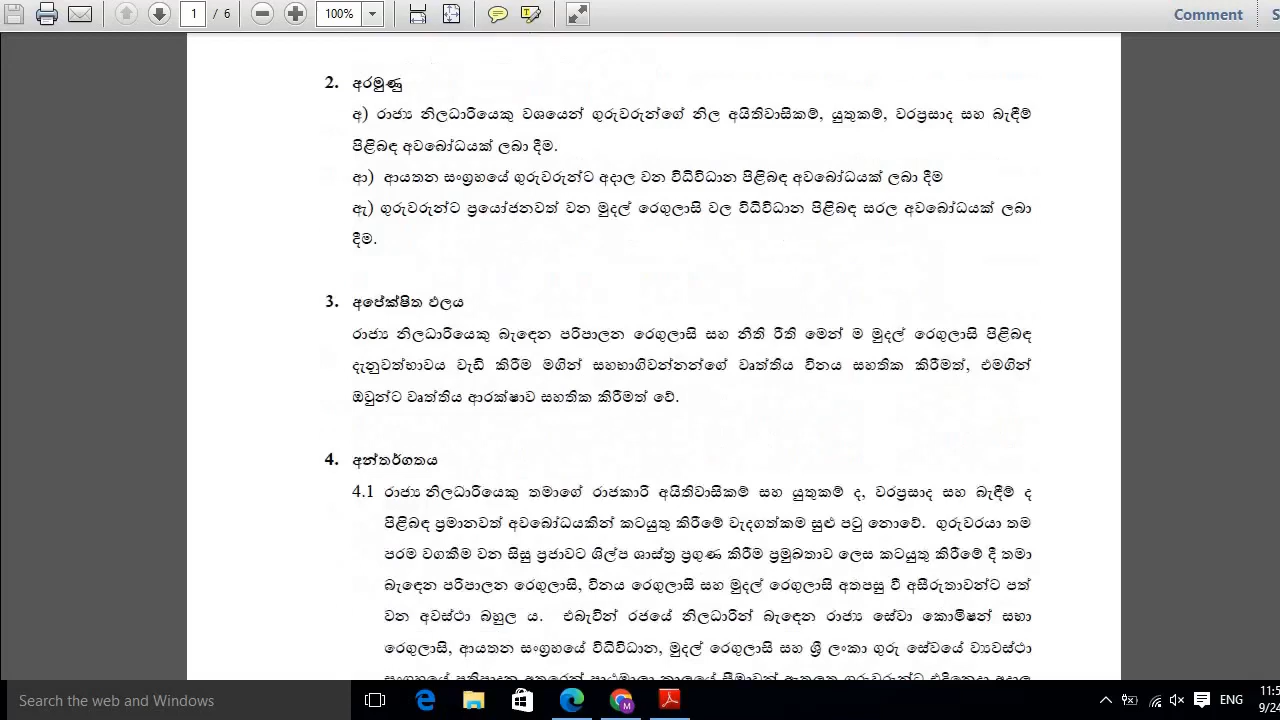 1 / 6 100% Comment S
2. අරමුණු
අ) රාජ්‍ය නිලධාරියෙකු වශයෙන් ගුරුවරුන්ගේ නිල අයිතිවාසිකම්, යුතුකම්, වරප්‍රසාද සහ බැඳීම්
පිළිබඳ අවබෝධයක් ලබා දීම.
ආ) ආයතන සංග්‍රහයේ ගුරුවරුන්ට අදාල වන විධිවිධාන පිළිබඳ අවබෝධයක් ලබා දීම
ඇ) ගුරුවරුන්ට ප්‍රයෝජනවත් වන මුදල් රෙගුලාසි වල විධිවිධාන පිළිබඳ සරල අවබෝධයක් ලබා
දීම.
3. අපේක්ෂිත ඵලය
රාජ්‍ය නිලධාරියෙකු බැඳෙන පරිපාලන රෙගුලාසි සහ නීති රීති මෙන් ම මුදල් රෙගුලාසි පිළිබඳ
දැනුවත්භාවය වැඩි කිරීම මගින් සහභාගිවන්නන්ගේ වෘත්තිය විනය සහතික කිරීමත්, එමගින්
ඔවුන්ට වෘත්තිය ආරක්ෂාව සහතික කිරීමත් වේ.
4. අන්තර්ගතය
4.1 රාජ්‍ය නිලධාරියෙකු තමාගේ රාජකාරී අයිතිවාසිකම් සහ යුතුකම් ද, වරප්‍රසාද සහ බැඳීම් ද
පිළිබඳ ප්‍රමානවත් අවබෝධයකින් කටයුතු කිරීමේ වැදගත්කම සුළු පටු නොවේ. ගුරුවරයා තම
පරම වගකීම වන සිසු ප්‍රජාවට ශිල්ප ශාස්ත්‍ර ප්‍රගුණ කිරීම ප්‍රමුඛතාව ලෙස කටයුතු කිරීමේ දී තමා
බැඳෙන පරිපාලන රෙගුලාසි, විනය රෙගුලාසි සහ මුදල් රෙගුලාසි අතපසු වී අසීරුතාවන්ට පත්
වන අවස්ථා බහුල ය. එබැවින් රජයේ නිලධාරීන් බැඳෙන රාජ්‍ය සේවා කොමිෂන් සභා
රෙගුලාසි, ආයතන සංග්‍රහයේ විධිවිධාන, මුදල් රෙගුලාසි සහ ශ්‍රී ලංකා ගුරු සේවයේ ව්‍යවස්ථා
Search the web and Windows ENG 11:5
9/24